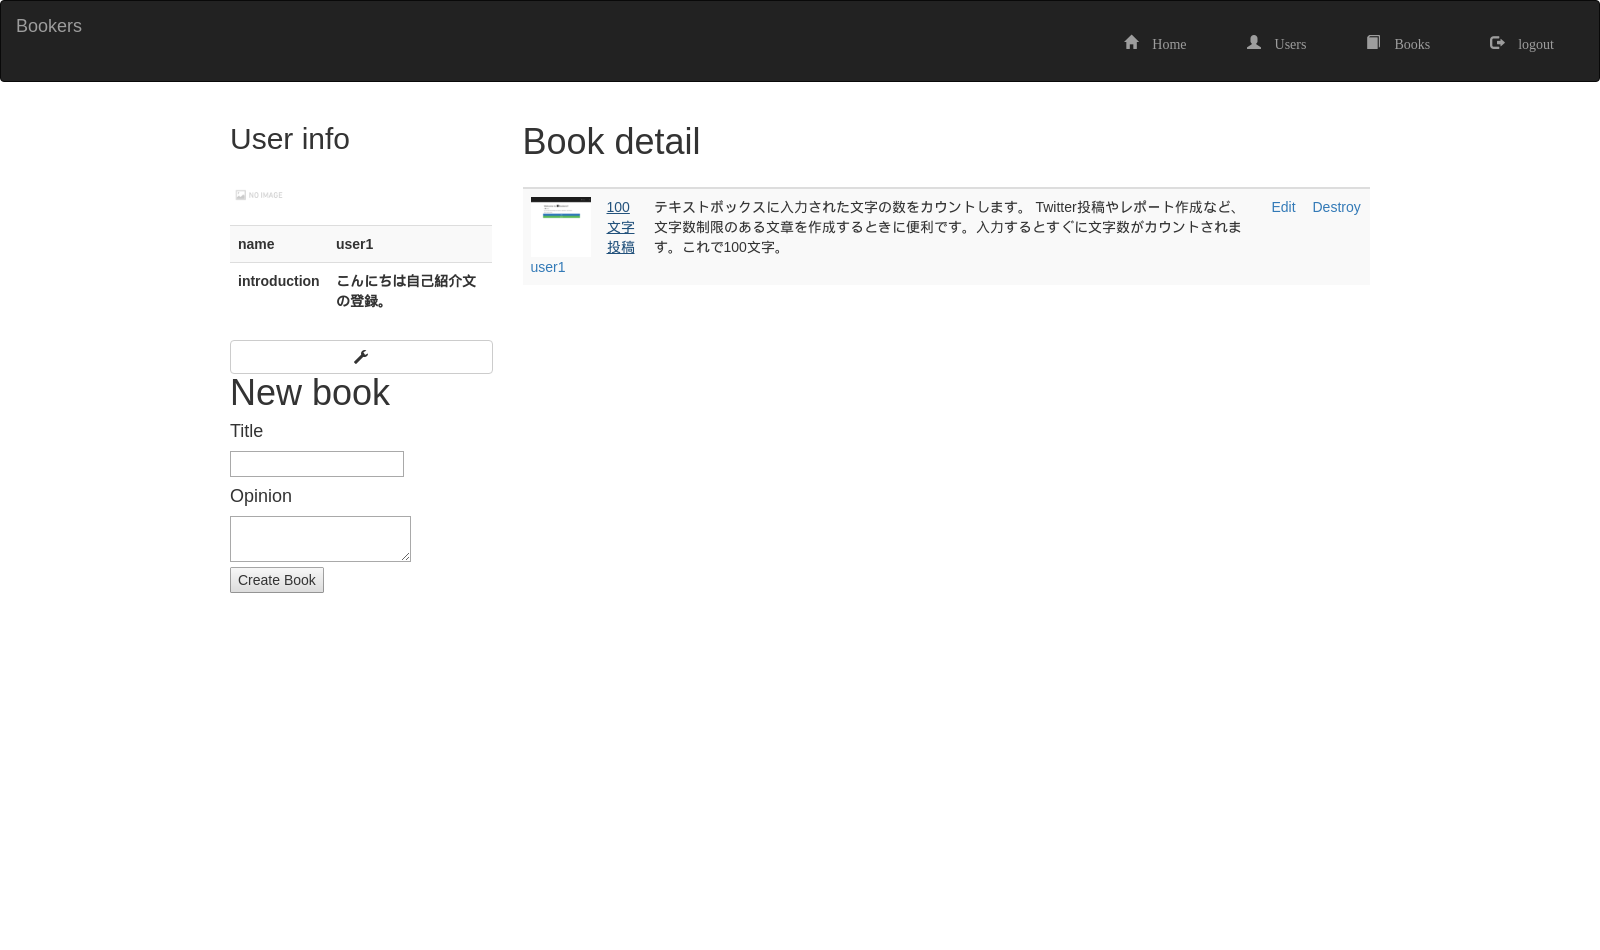 Bookers
Home Users Books logout
User info
NO IMAGE
name user1
introduction こんにちは自己紹介文
の登録。
New book
Title
Opinion
Create Book
Book detail
100 テキストボックスに入力された文字の数をカウントします。 Twitter投稿やレポート作成など、 Edit Destroy
文字 文字数制限のある文章を作成するときに便利です。入力するとすぐに文字数がカウントされま
投稿 す。これで100文字。
user1